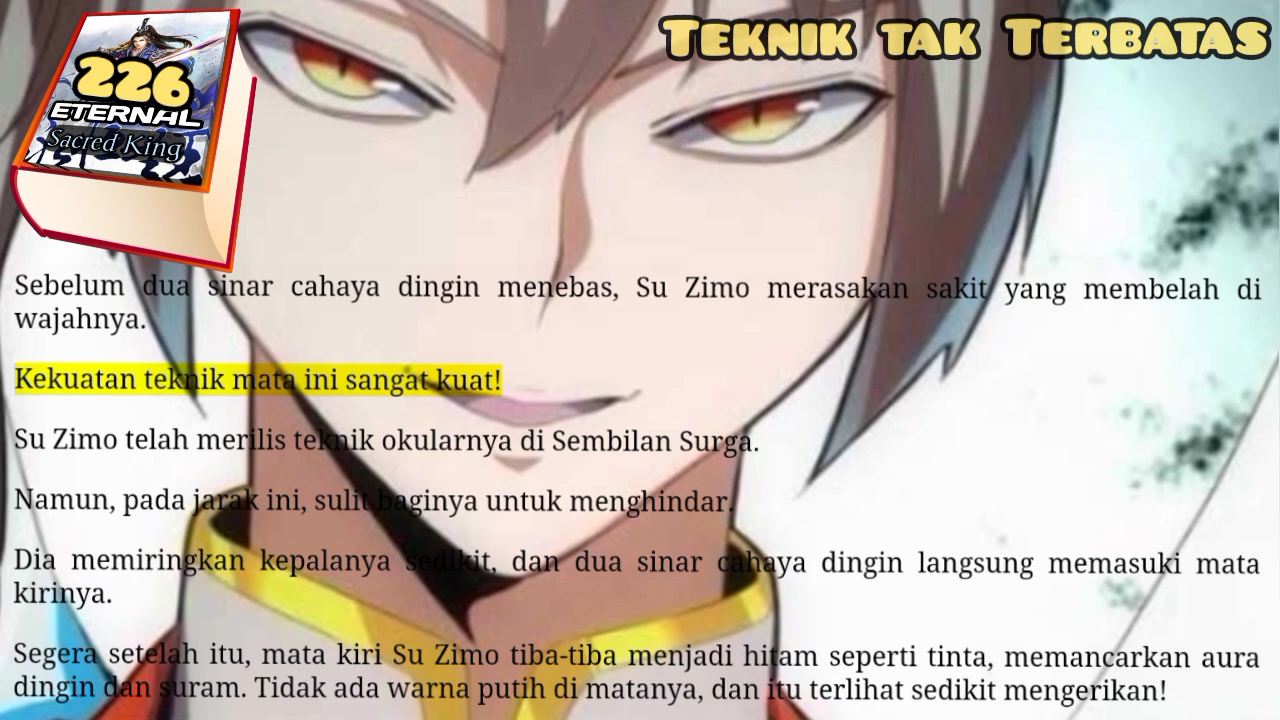 226
ETERNAL
Sacred King
Teknik tak Terbatas
Sebelum dua sinar cahaya dingin menebas, Su Zimo merasakan sakit yang membelah di
wajahnya.
Kekuatan teknik mata ini sangat kuat!
Su Zimo telah merilis teknik okularnya di Sembilan Surga.
Namun, pada jarak ini, sulit baginya untuk menghindar.
Dia memiringkan kepalanya sedikit, dan dua sinar cahaya dingin langsung memasuki mata
kirinya.
Segera setelah itu, mata kiri Su Zimo tiba-tiba menjadi hitam seperti tinta, memancarkan aura
dingin dan suram. Tidak ada warna putih di matanya, dan itu terlihat sedikit mengerikan!